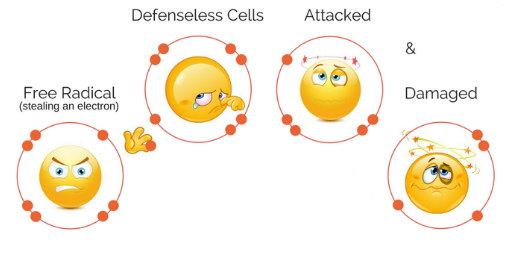 Defenseless Cells
Attacked
&
Free Radical
(stealing an electron)
Damaged